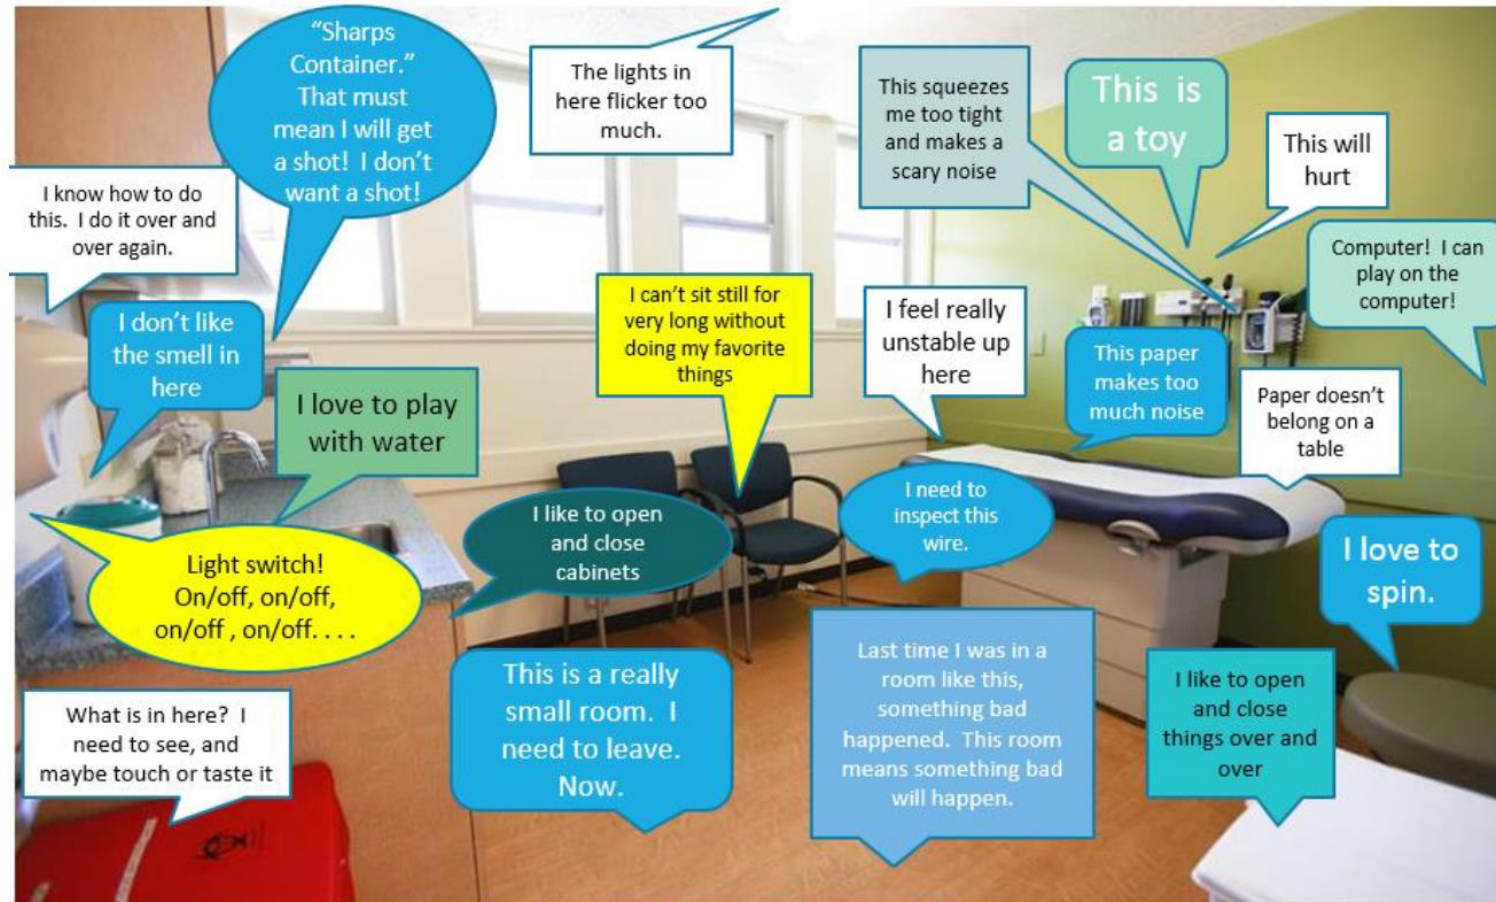 “Sharps
Container.”
That must
mean I will get
a shot! I don’t
want a shot!
The lights in
here flicker too
much.
This squeezes
me too tight
and makes a
scary noise
This is
a toy
This will
hurt
I know how to do
this. I do it over and
over again.
Computer! I can
play on the
computer!
I don’t like
the smell in
here
I can’t sit still for
very long without
doing my favorite
things
I feel really
unstable up
here
This paper
makes too
much noise
I love to play
with water
Paper doesn’t
belong on a
table
I like to open
and close
cabinets
I need to
inspect this
wire.
Light switch!
On/off, on/off,
on/off , on/off. . . .
I love to
spin.
This is a really
small room. I
need to leave.
Now.
Last time I was in a
room like this,
something bad
happened. This room
means something bad
will happen.
I like to open
and close
things over and
over
What is in here? I
need to see, and
maybe touch or taste it